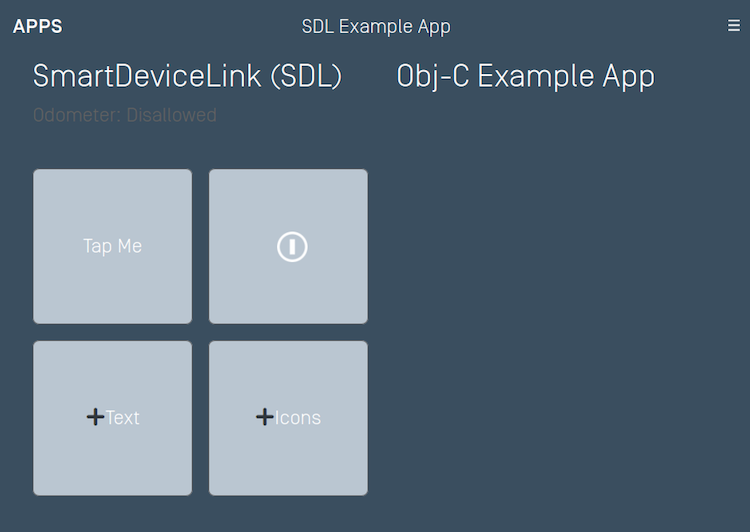 APPS SDL Example App
SmartDeviceLink (SDL) Obj-C Example App
Odometer: Disallowed
Tap Me
➕Text ➕Icons